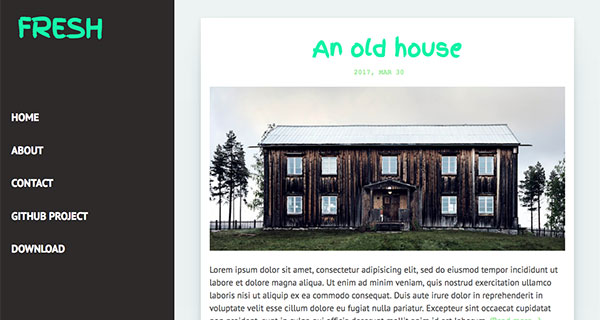 FRESH
HOME
ABOUT
CONTACT
GITHUB PROJECT
DOWNLOAD
An old house
2017, MAR 30
Lorem ipsum dolor sit amet, consectetur adipisicing elit, sed do eiusmod tempor incididunt ut
labore et dolore magna aliqua. Ut enim ad minim veniam, quis nostrud exercitation ullamco
laboris nisi ut aliquip ex ea commodo consequat. Duis aute irure dolor in reprehenderit in
voluptate velit esse cillum dolore eu fugiat nulla pariatur. Excepteur sint occaecat cupidatat